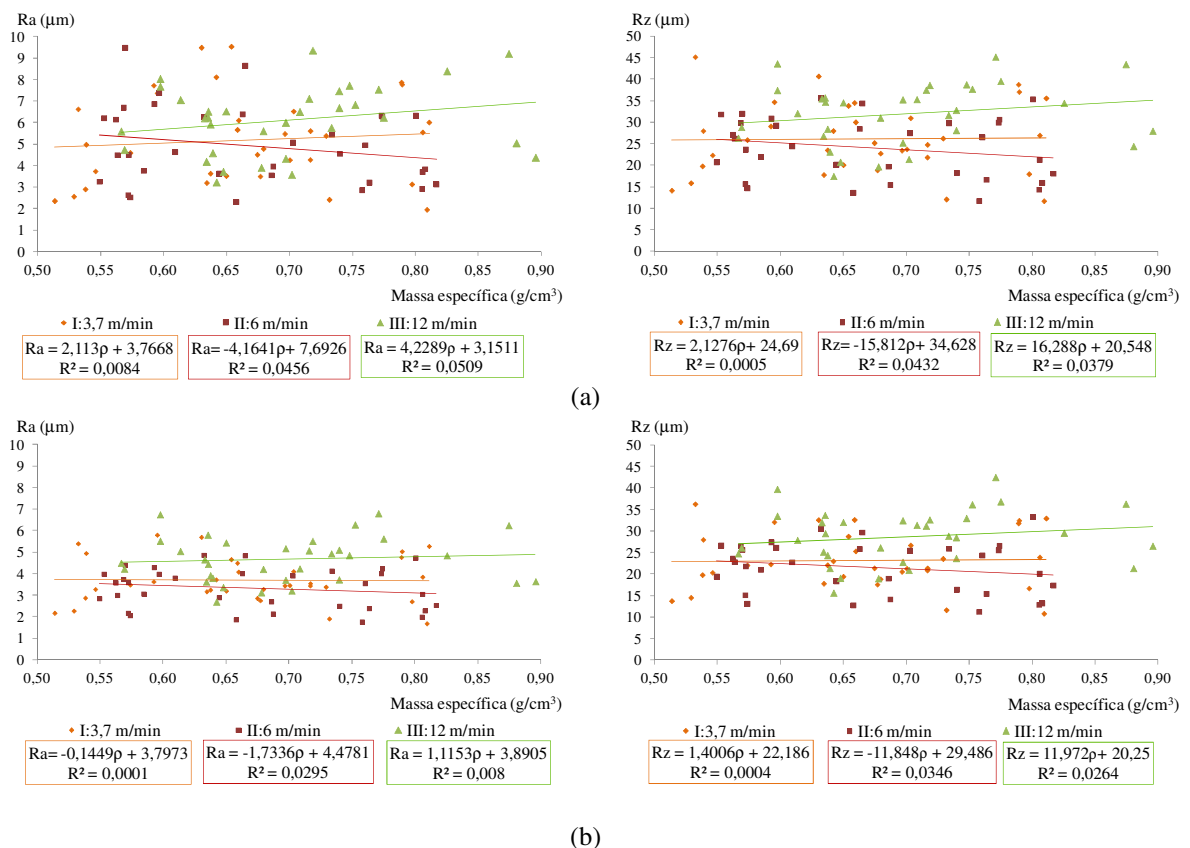 Ra (μm)
10
9
8
7
6
5
4
3
2
1
0
0,50 0,55 0,60 0,65 0,70 0,75 0,80 0,85 0,90
Massa específica (g/cm³)
I:3,7 m/min II:6 m/min III:12 m/min
Ra = 2,113ρ + 3,7668
R² = 0,0084
Ra= -4,1641ρ+ 7,6926
R² = 0,0456
Ra = 4,2289ρ + 3,1511
R² = 0,0509
Rz (μm)
50
45
40
35
30
25
20
15
10
5
0
0,50 0,55 0,60 0,65 0,70 0,75 0,80 0,85 0,90
Massa específica (g/cm³)
I:3,7 m/min II:6 m/min III:12 m/min
Rz = 2,1276ρ+ 24,69
R² = 0,0005
Rz= -15,812ρ+ 34,628
R² = 0,0432
Rz = 16,288ρ + 20,548
R² = 0,0379
(a)
Ra (μm)
10
9
8
7
6
5
4
3
2
1
0
0,50 0,55 0,60 0,65 0,70 0,75 0,80 0,85 0,90
Massa específica (g/cm³)
I:3,7 m/min II:6 m/min III:12 m/min
Ra= -0,1449ρ + 3,7973
R² = 0,0001
Ra= -1,7336ρ + 4,4781
R² = 0,0295
Ra = 1,1153ρ + 3,8905
R² = 0,008
Rz (μm)
50
45
40
35
30
25
20
15
10
5
0
0,50 0,55 0,60 0,65 0,70 0,75 0,80 0,85 0,90
Massa específica (g/cm³)
I:3,7 m/min II:6 m/min III:12 m/min
Rz = 1,4006ρ + 22,186
R² = 0,0004
Rz = -11,848ρ + 29,486
R² = 0,0346
Rz = 11,972ρ+ 20,25
R² = 0,0264
(b)